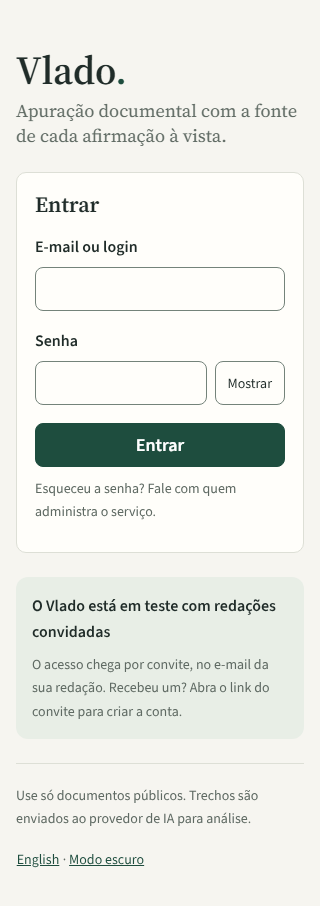 Vlado.
Apuração documental com a fonte
de cada afirmação à vista.
Entrar
E-mail ou login
Senha
Mostrar
Entrar
Esqueceu a senha? Fale com quem
administra o serviço.
O Vlado está em teste com redações
convidadas
O acesso chega por convite, no e-mail da
sua redação. Recebeu um? Abra o link do
convite para criar a conta.
Use só documentos públicos. Trechos são
enviados ao provedor de IA para análise.
English · Modo escuro